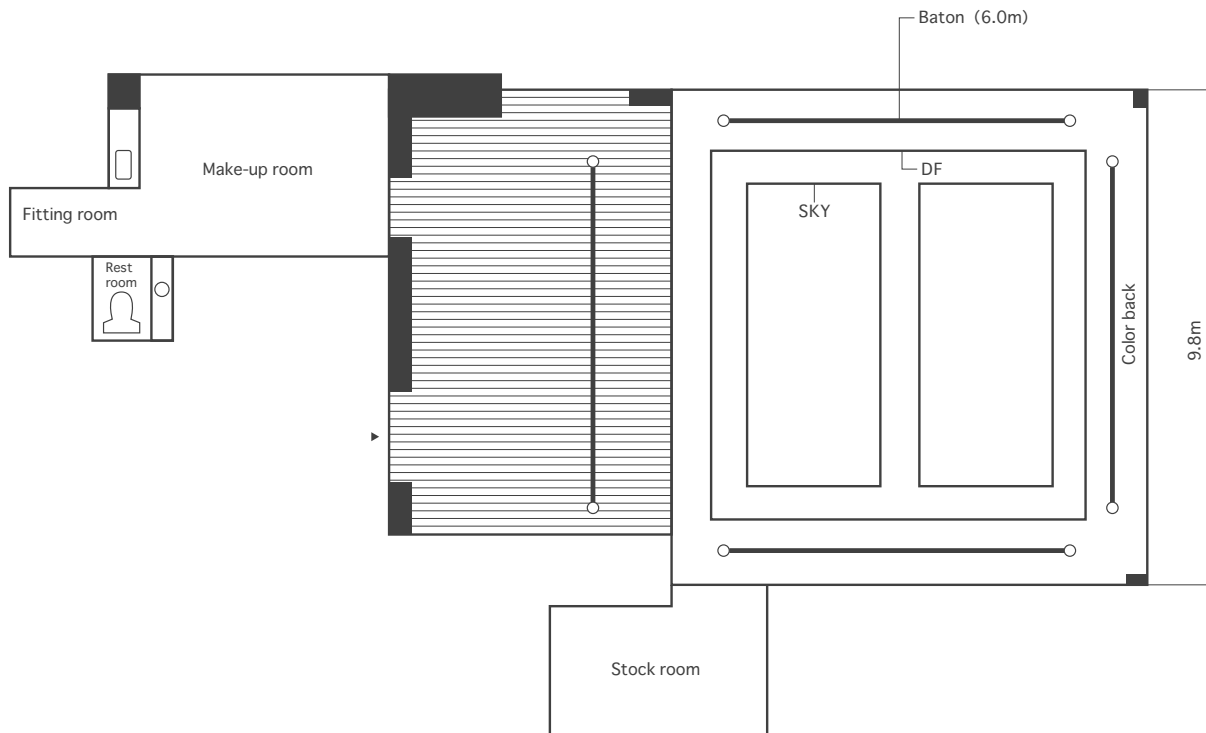 Baton（6.0m）
DF
SKY
Make-up room
Fitting room
Rest
room
Color back
9.8m
Stock room